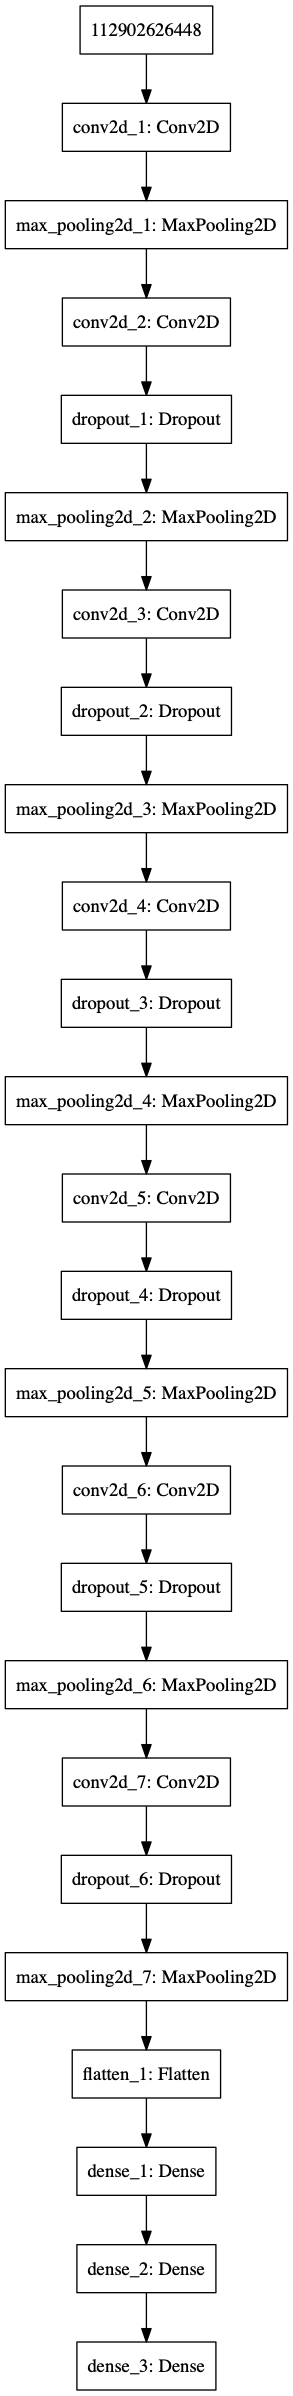 112902626448
conv2d_1: Conv2D
max_pooling2d_1: MaxPooling2D
conv2d_2: Conv2D
dropout_1: Dropout
max_pooling2d_2: MaxPooling2D
conv2d_3: Conv2D
dropout_2: Dropout
max_pooling2d_3: MaxPooling2D
conv2d_4: Conv2D
dropout_3: Dropout
max_pooling2d_4: MaxPooling2D
conv2d_5: Conv2D
dropout_4: Dropout
max_pooling2d_5: MaxPooling2D
conv2d_6: Conv2D
dropout_5: Dropout
max_pooling2d_6: MaxPooling2D
conv2d_7: Conv2D
dropout_6: Dropout
max_pooling2d_7: MaxPooling2D
flatten_1: Flatten
dense_1: Dense
dense_2: Dense
dense_3: Dense